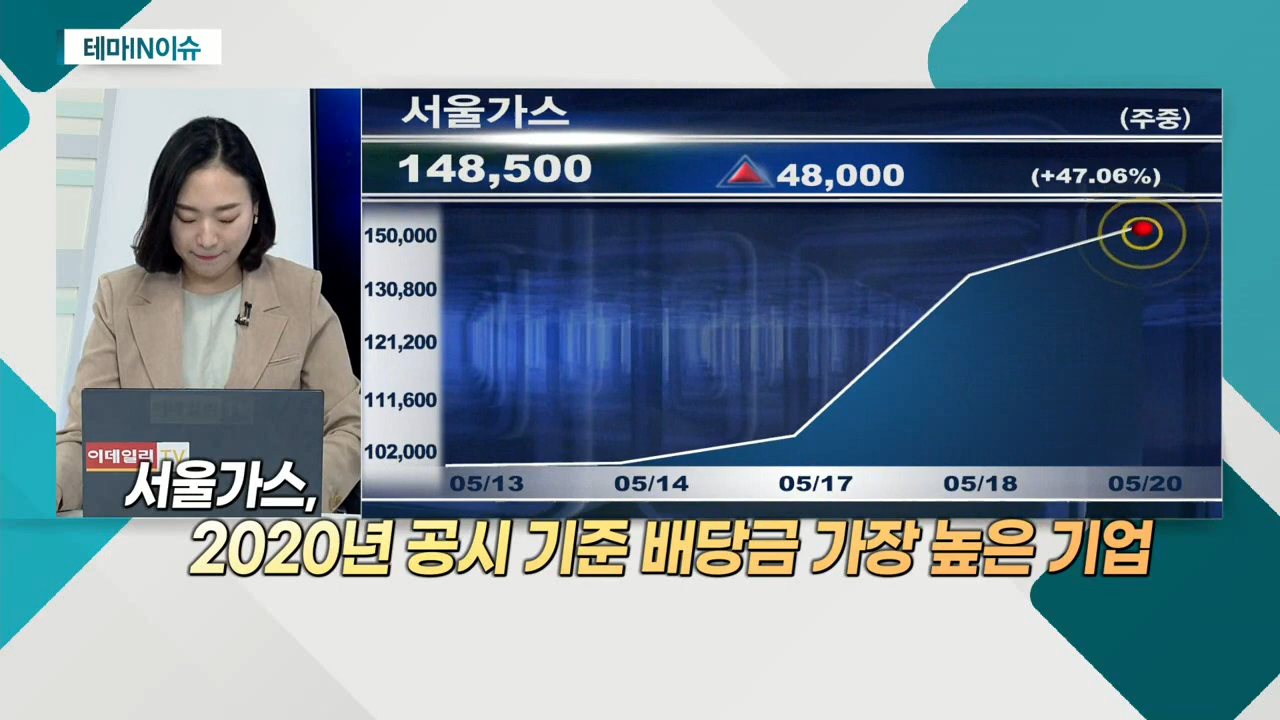 테마IN이슈
서울가스
(주중)
148,500
48,000
(+47.06%)
150,000
130,800
121,200
111,600
102,000
05/13
05/14
05/17
05/18
05/20
이데일리 TV
서울가스,
2020년 공시 기준 배당금 가장 높은 기업